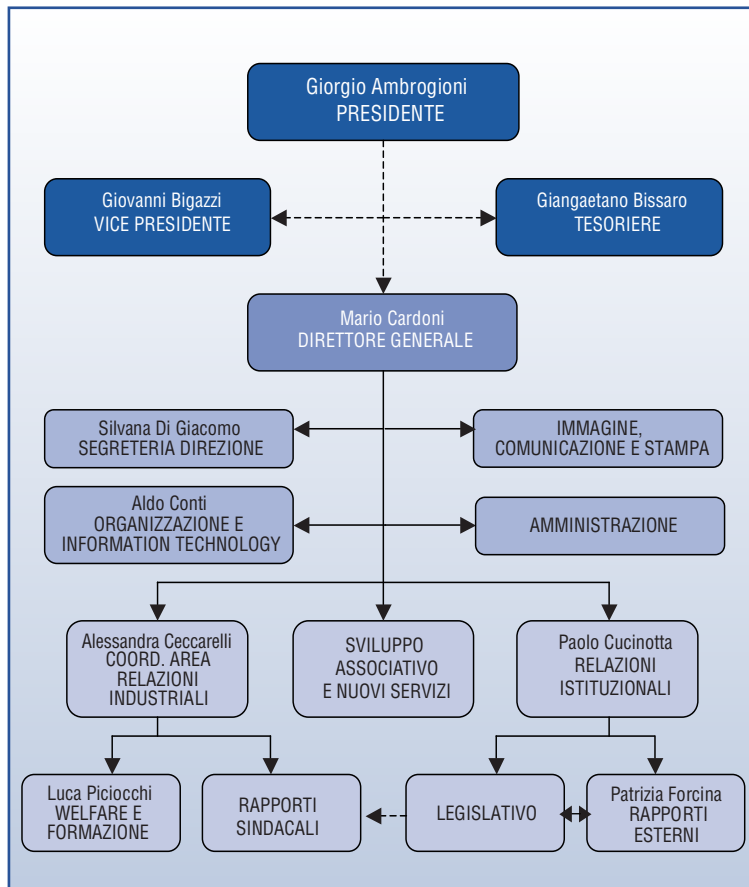 Giorgio Ambrogioni
PRESIDENTE
Giovanni Bigazzi
VICE PRESIDENTE
Giangaetano Bissaro
TESORIERE
Mario Cardoni
DIRETTORE GENERALE
Silvana Di Giacomo
SEGRETERIA DIREZIONE
IMMAGINE,
COMUNICAZIONE E STAMPA
Aldo Conti
ORGANIZZAZIONE E
INFORMATION TECHNOLOGY
AMMINISTRAZIONE
Alessandra Ceccarelli
COORD. AREA
RELAZIONI
INDUSTRIALI
SVILUPPO
ASSOCIATIVO
E NUOVI SERVIZI
Paolo Cucinotta
RELAZIONI
ISTITUZIONALI
Luca Piciocchi
WELFARE E
FORMAZIONE
RAPPORTI
SINDACALI
LEGISLATIVO
Patrizia Forcina
RAPPORTI
ESTERNI